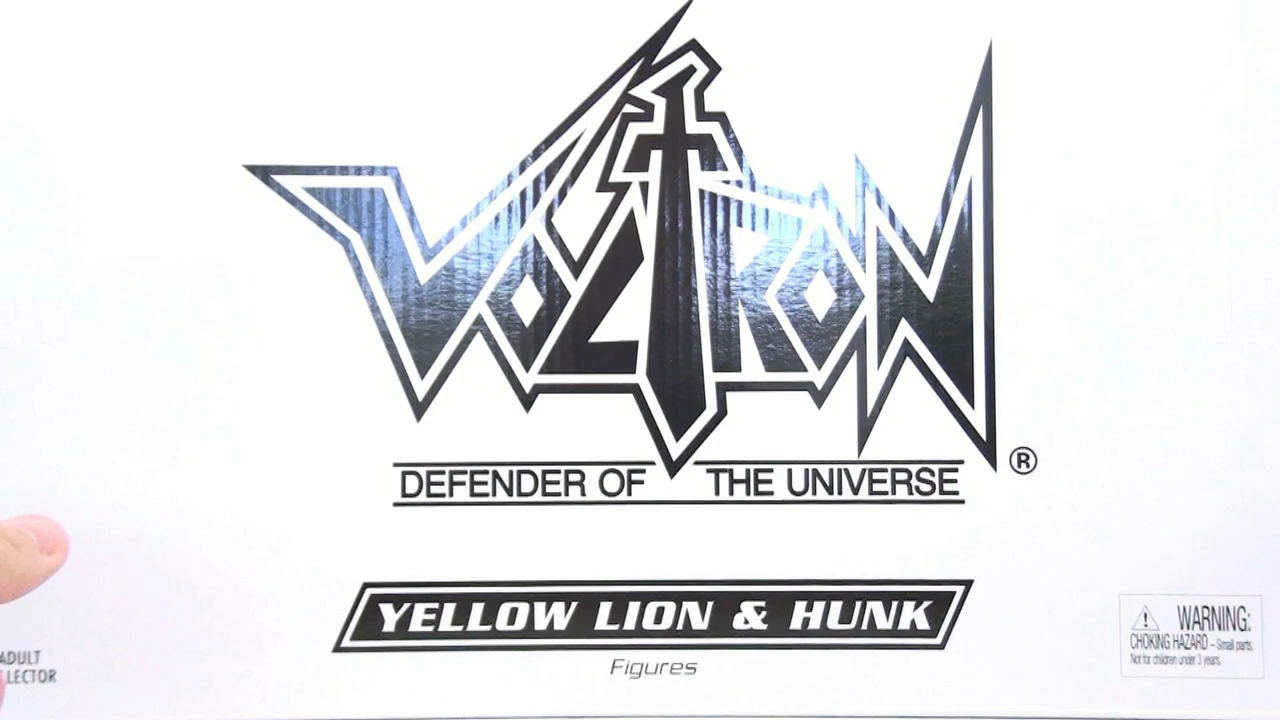 VOLTRON
DEFENDER OF THE UNIVERSE
®
YELLOW LION & HUNK
Figures
ADULT
LECTOR
WARNING:
CHOKING HAZARD – Small parts.
Not for children under 3 years.